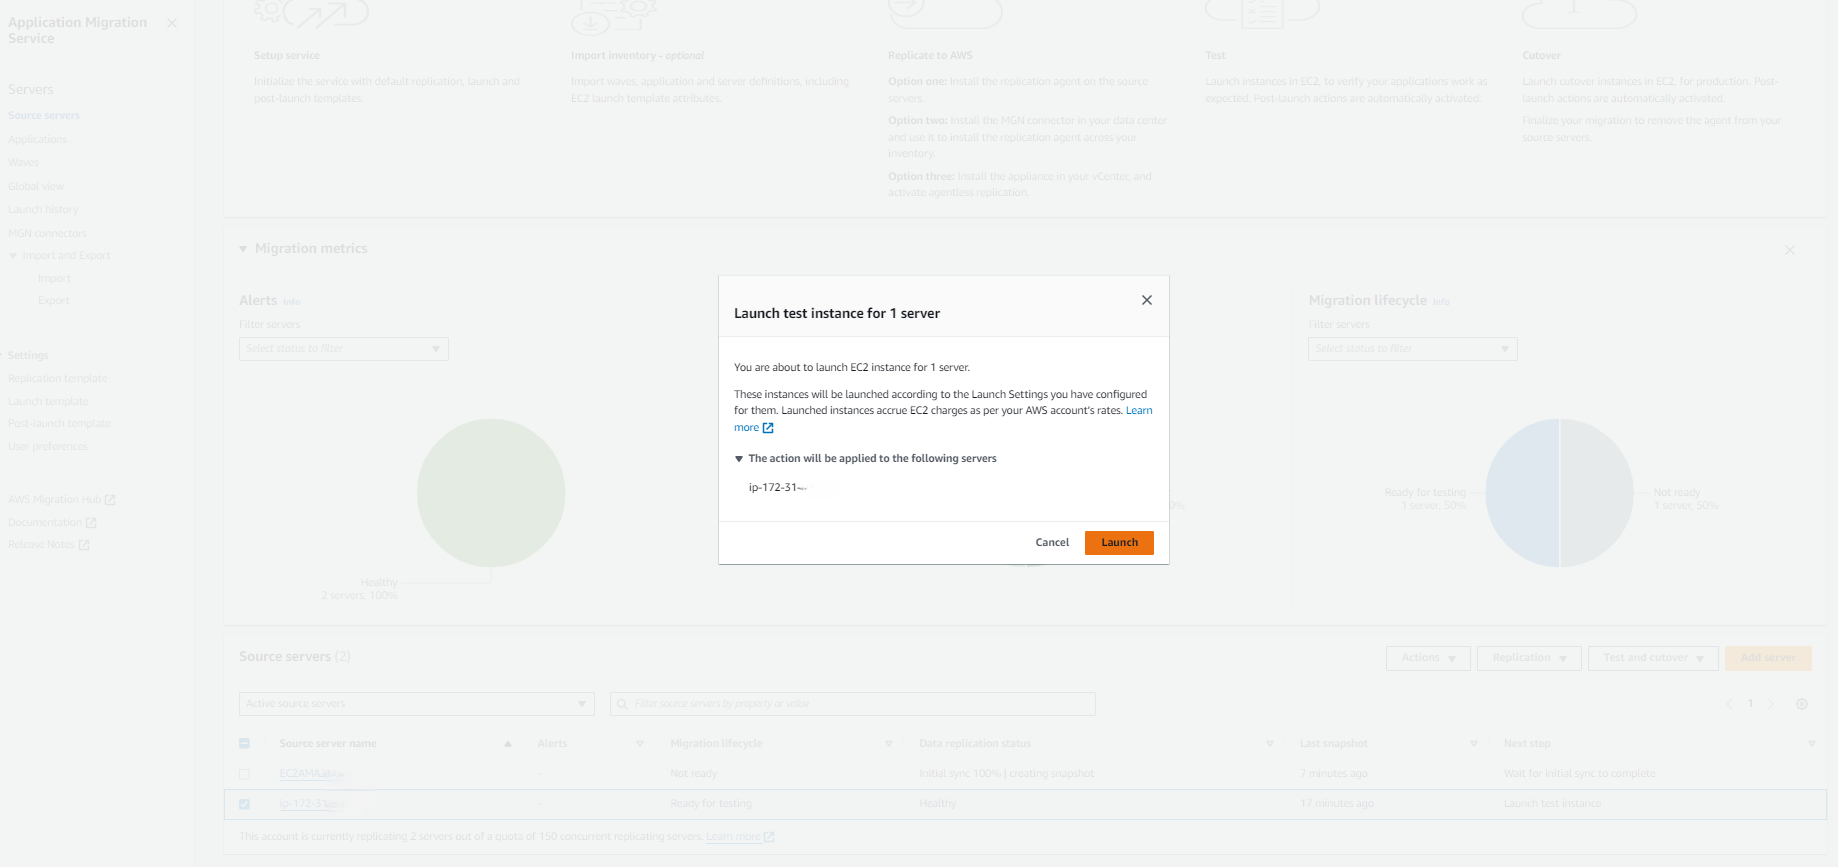 Application Migration
Service
Servers
Source servers
Applications
Waves
Global view
Launch history
MGN connectors
Import and Export
Import
Export
Settings
Replication template
Launch template
Post-launch template
User preferences
AWS Migration Hub
Documentation
Release Notes
Setup service
Initialize the service with default replication, launch and
post-launch templates.
Import inventory - optional
Import waves, application and server definitions, including
EC2 launch template attributes.
Replicate to AWS
Option one: Install the replication agent on the source
servers.
Option two: Install the MGN connector in your data center
and use it to install the replication agent across your
inventory.
Option three: Install the appliance in your vCenter, and
activate agentless replication.
Test
Launch instances in EC2, to verify your applications work as
expected. Post-launch actions are automatically activated.
Cutover
Launch cutover instances in EC2, for production. Post-
launch actions are automatically activated.
Finalize your migration to remove the agent from your
source servers.
Migration metrics
Alerts Info
Filter servers
Select status to filter
Healthy
2 servers, 100%
Launch test instance for 1 server
You are about to launch EC2 instance for 1 server.
These instances will be launched according to the Launch Settings you have configured
for them. Launched instances accrue EC2 charges as per your AWS account's rates. Learn
more
The action will be applied to the following servers
ip-172-31-
Cancel Launch
0%
Migration lifecycle Info
Filter servers
Select status to filter
Ready for testing
1 server, 50%
Not ready
1 server, 50%
Source servers (2)
Actions Replication Test and cutover Add server
Active source servers Filter source servers by property or value 1
Source server name Alerts Migration lifecycle Data replication status Last snapshot Next step
EC2AMAZ - Not ready Initial sync 100% | creating snapshot 7 minutes ago Wait for initial sync to complete
ip-172-31 - Ready for testing Healthy 17 minutes ago Launch test instance
This account is currently replicating 2 servers out of a quota of 150 concurrent replicating servers. Learn more